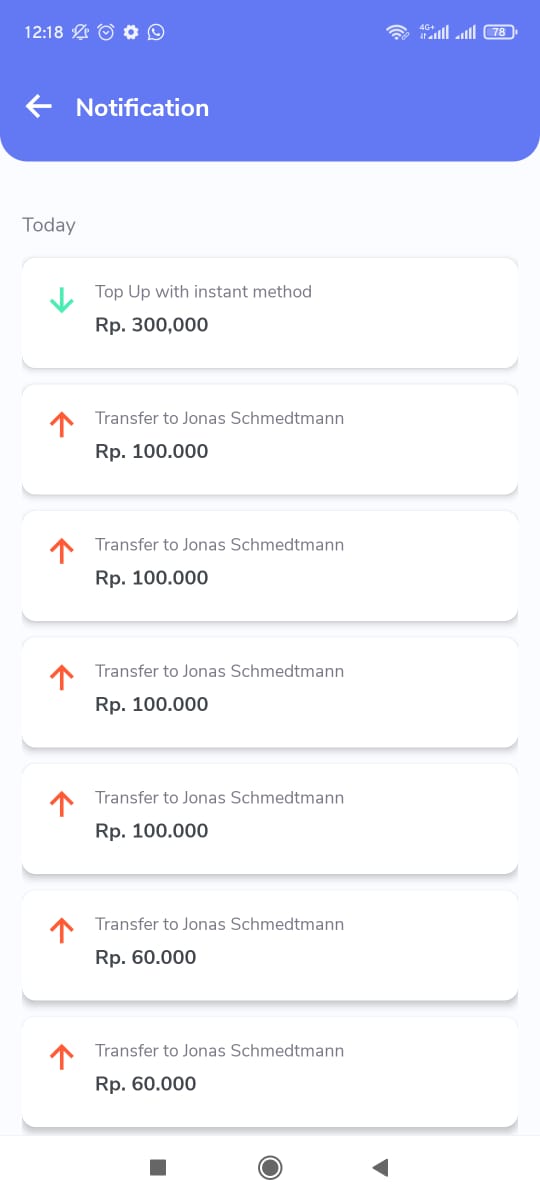 12:18
4G+
78
Notification
Today
Top Up with instant method
Rp. 300,000
Transfer to Jonas Schmedtmann
Rp. 100.000
Transfer to Jonas Schmedtmann
Rp. 100.000
Transfer to Jonas Schmedtmann
Rp. 100.000
Transfer to Jonas Schmedtmann
Rp. 100.000
Transfer to Jonas Schmedtmann
Rp. 60.000
Transfer to Jonas Schmedtmann
Rp. 60.000